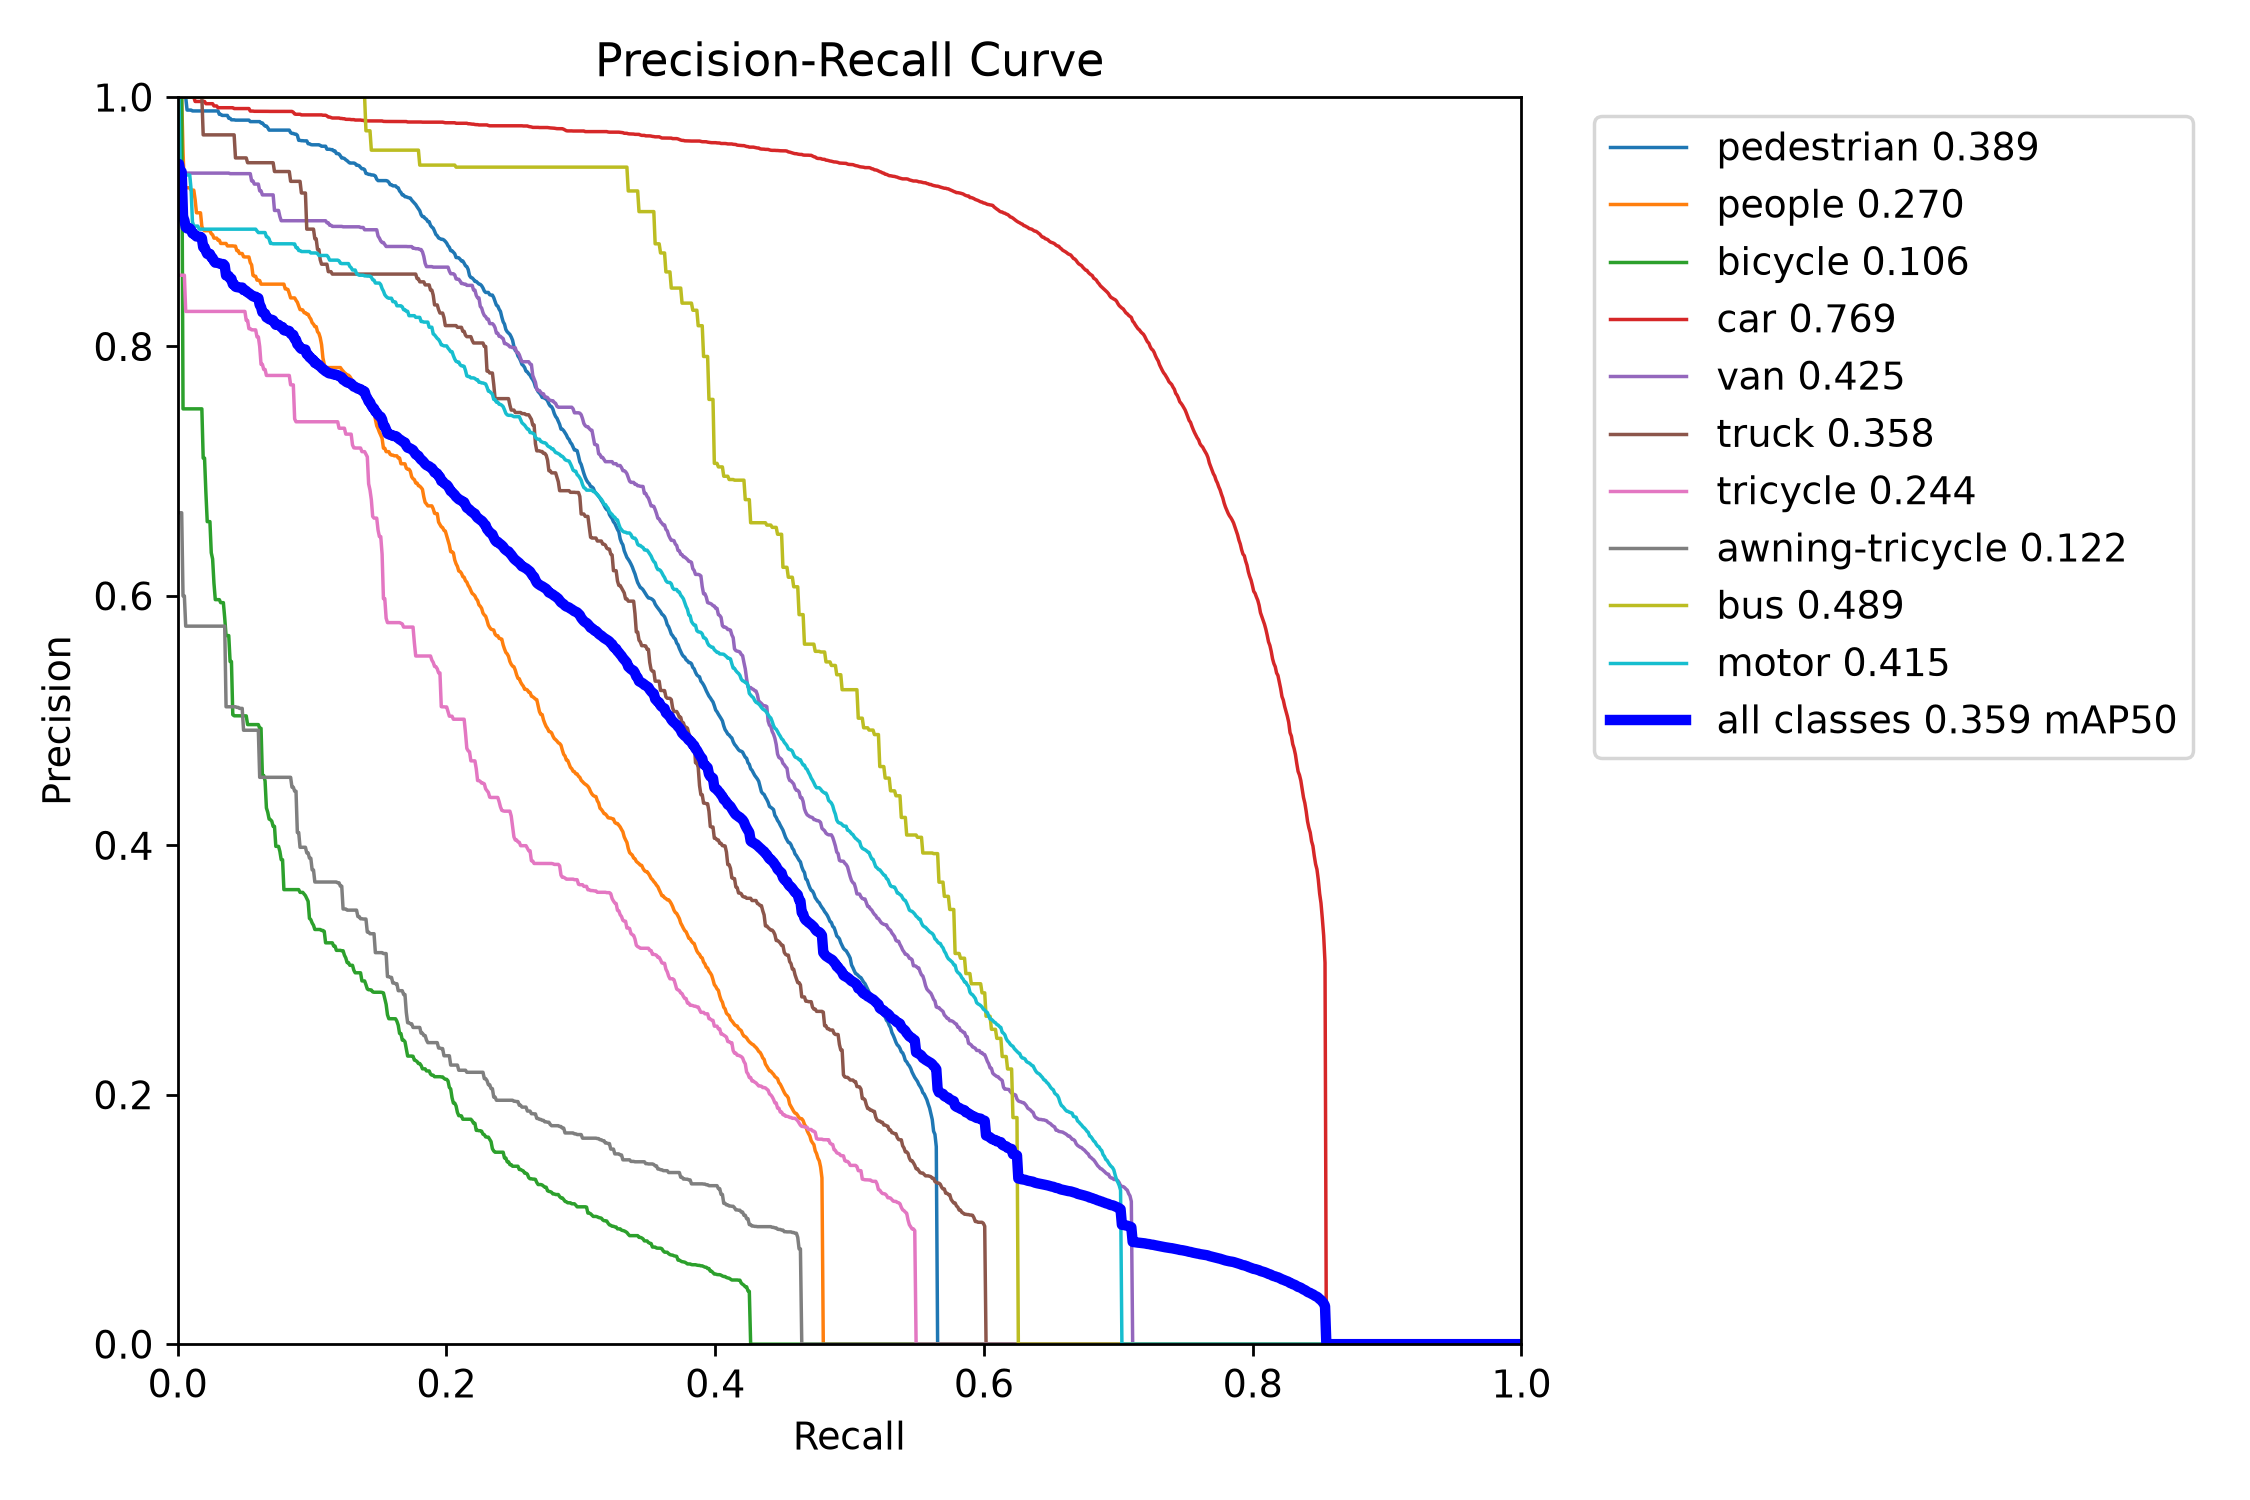 Precision-Recall Curve
1.0
0.8
0.6
0.4
0.2
0.0
Precision
0.0 0.2 0.4 0.6 0.8 1.0
Recall
pedestrian 0.389
people 0.270
bicycle 0.106
car 0.769
van 0.425
truck 0.358
tricycle 0.244
awning-tricycle 0.122
bus 0.489
motor 0.415
all classes 0.359 mAP50